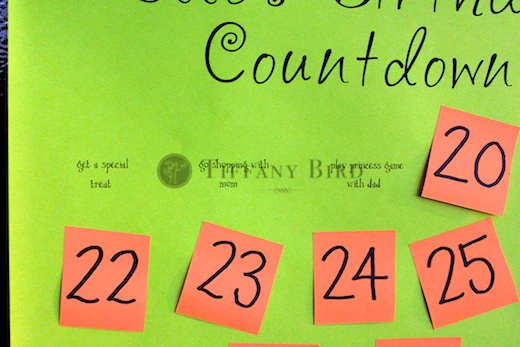 Countdown
get a special
treat
go shopping with
mom
play princess game
with dad
TIFFANY BIRD
20
22
23
24
25